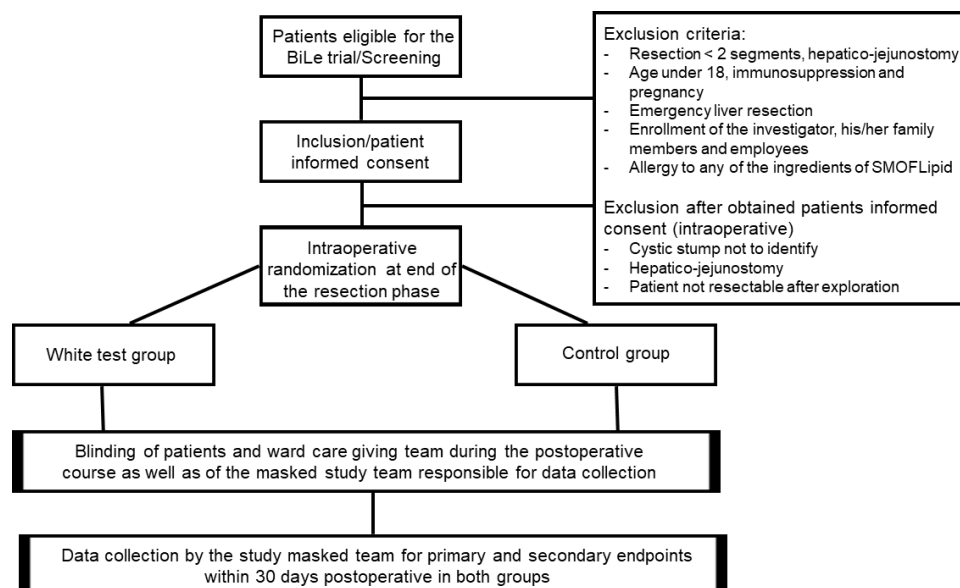 Patients eligible for the
BiLe trial/Screening
Exclusion criteria:
- Resection < 2 segments, hepatico-jejunostomy
- Age under 18, immunosuppression and
pregnancy
- Emergency liver resection
- Enrollment of the investigator, his/her family
members and employees
- Allergy to any of the ingredients of SMOFLipid
Exclusion after obtained patients informed
consent (intraoperative)
- Cystic stump not to identify
- Hepatico-jejunostomy
- Patient not resectable after exploration
Inclusion/patient
informed consent
Intraoperative
randomization at end of
the resection phase
White test group
Control group
Blinding of patients and ward care giving team during the postoperative
course as well as of the masked study team responsible for data collection
Data collection by the study masked team for primary and secondary endpoints
within 30 days postoperative in both groups